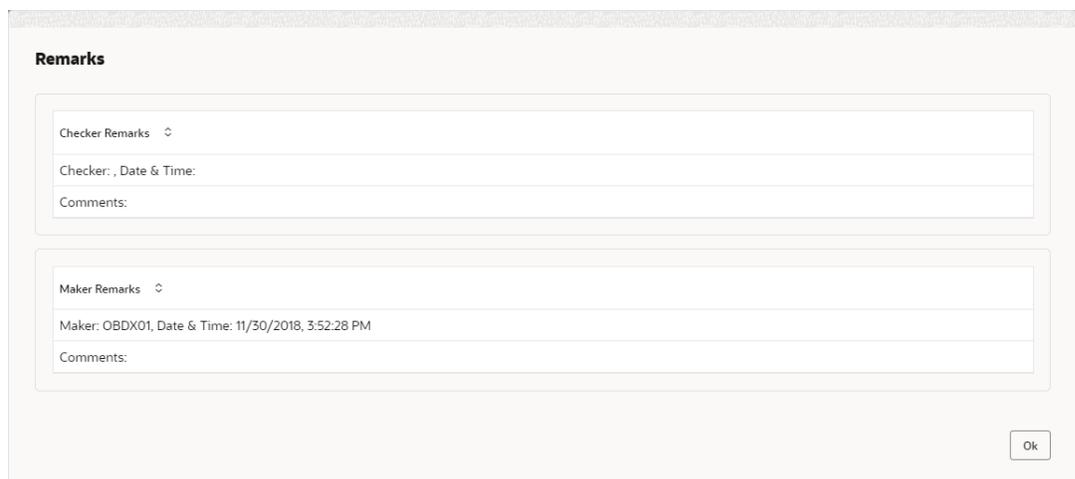 Remarks
Checker Remarks
Checker: , Date & Time:
Comments:
Maker Remarks
Maker: OBDX01, Date & Time: 11/30/2018, 3:52:28 PM
Comments:
Ok